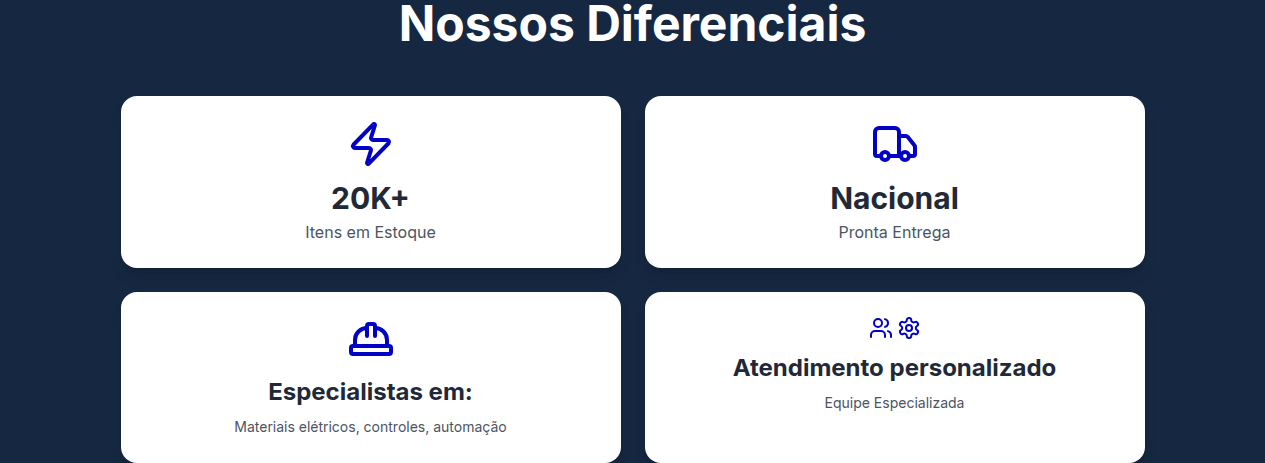 Nossos Diferenciais
20K+
Itens em Estoque
Nacional
Pronta Entrega
Especialistas em:
Materiais elétricos, controles, automação
Atendimento personalizado
Equipe Especializada